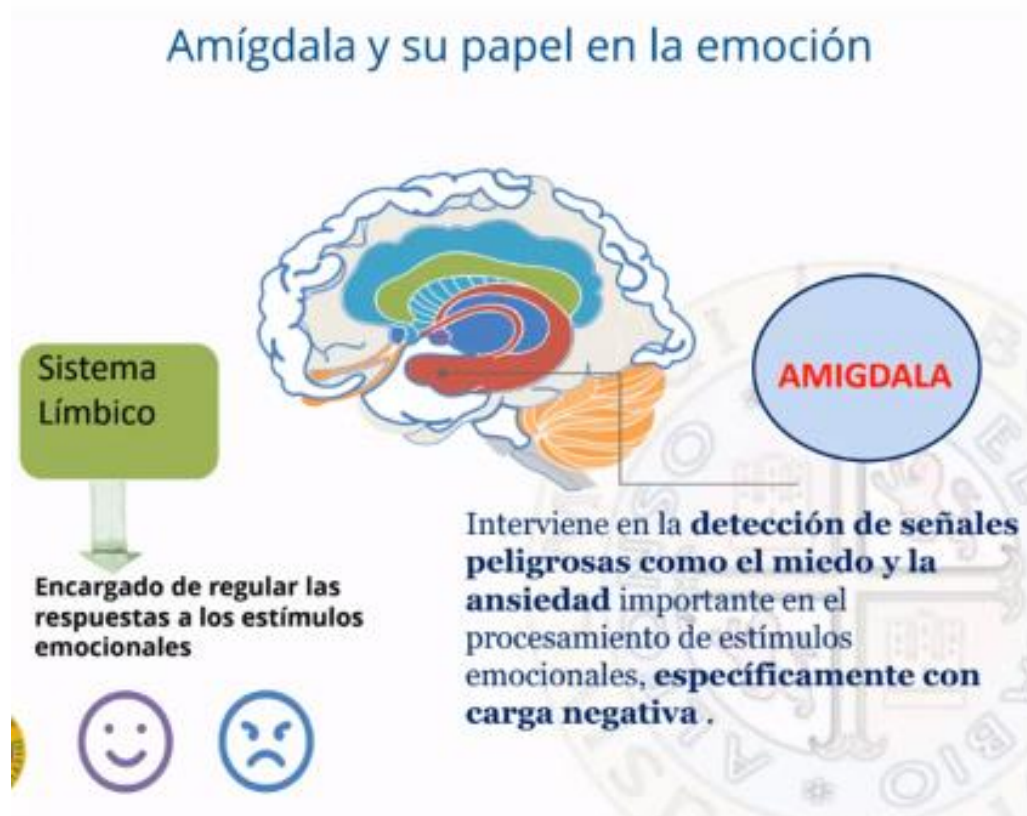 Amígdala y su papel en la emoción
Sistema
Límbico
AMIGDALA
Encargado de regular las
respuestas a los estímulos
emocionales
Interviene en la detección de señales
peligrosas como el miedo y la
ansiedad importante en el
procesamiento de estímulos
emocionales, específicamente con
carga negativa .